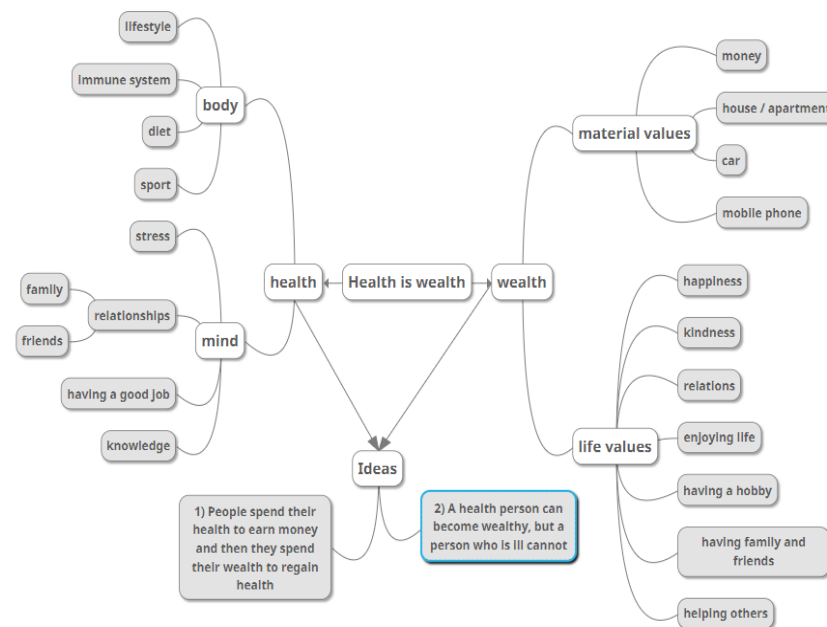 lifestyle
Immune system
body
diet
sport
stress
family
relationships
friends
mind
having a good job
knowledge
health
Health is wealth
wealth
material values
money
house / apartment
car
mobile phone
life values
happiness
kindness
relations
enjoying life
having a hobby
having family and
friends
helping others
Ideas
1) People spend their
health to earn money
and then they spend
their wealth to regain
health
2) A health person can
become wealthy, but a
person who is Ill cannot